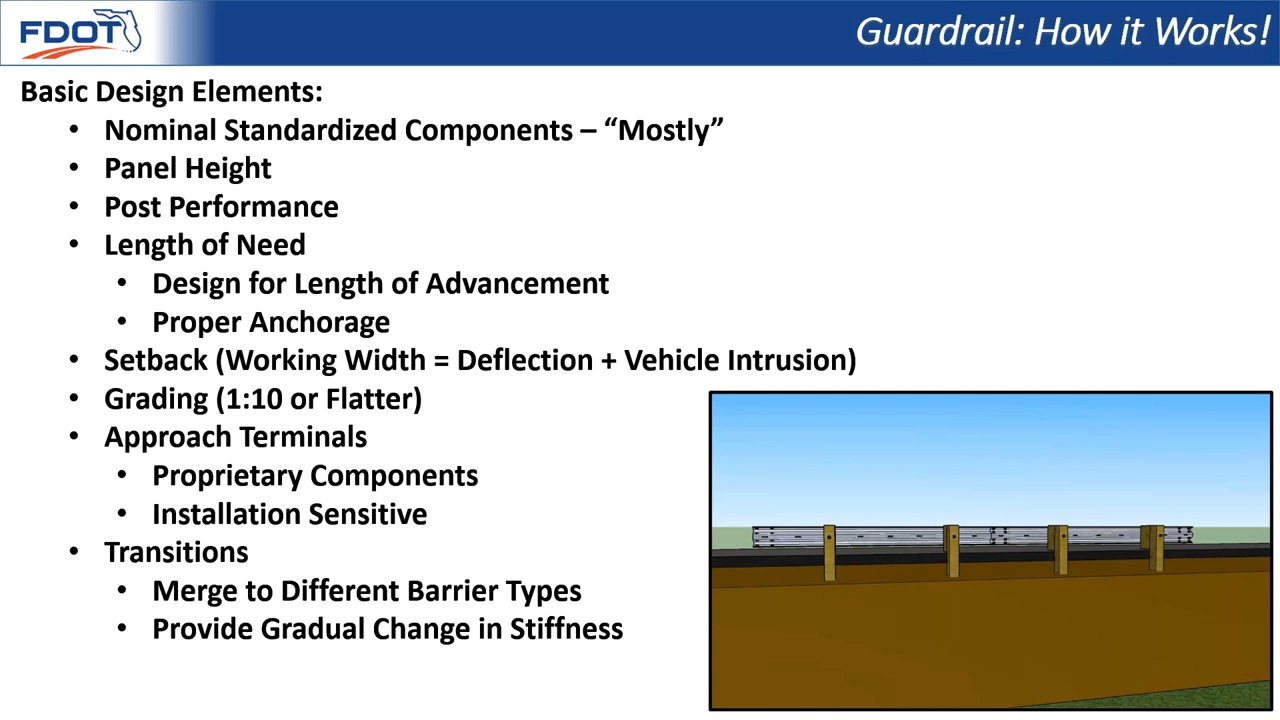 FDOT
Guardrail: How it Works!
Basic Design Elements:
• Nominal Standardized Components – “Mostly”
• Panel Height
• Post Performance
• Length of Need
• Design for Length of Advancement
• Proper Anchorage
• Setback (Working Width = Deflection + Vehicle Intrusion)
• Grading (1:10 or Flatter)
• Approach Terminals
• Proprietary Components
• Installation Sensitive
• Transitions
• Merge to Different Barrier Types
• Provide Gradual Change in Stiffness